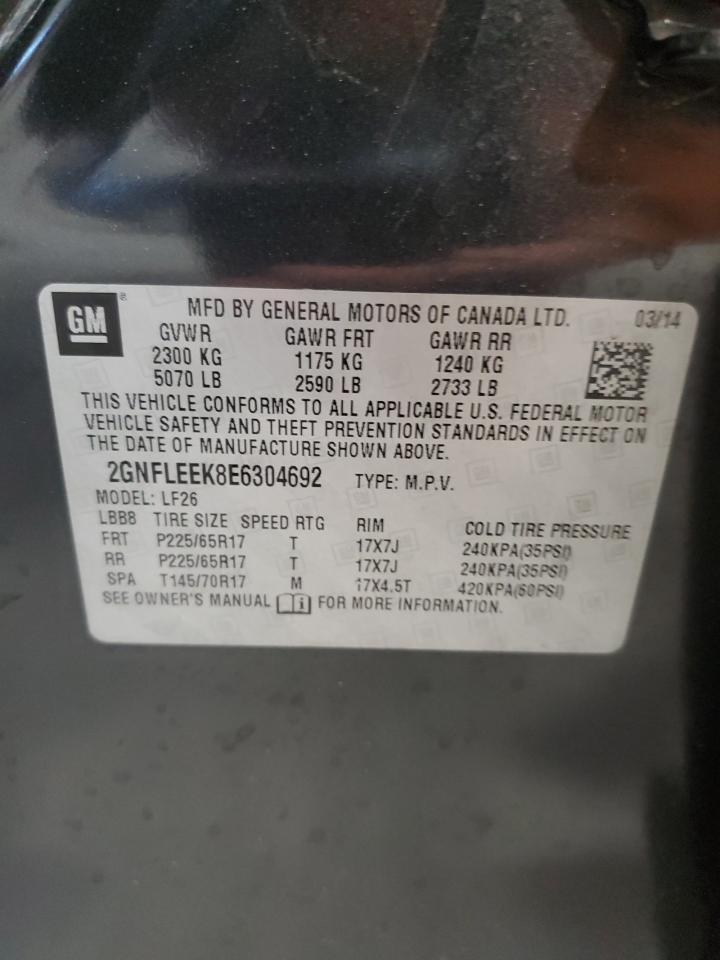 GM ® MFD BY GENERAL MOTORS OF CANADA LTD. 03/14
GVWR GAWR FRT GAWR RR
2300 KG 1175 KG 1240 KG
5070 LB 2590 LB 2733 LB
THIS VEHICLE CONFORMS TO ALL APPLICABLE U.S. FEDERAL MOTOR
VEHICLE SAFETY AND THEFT PREVENTION STANDARDS IN EFFECT ON
THE DATE OF MANUFACTURE SHOWN ABOVE.
2GNFLEEK8E6304692 TYPE: M.P.V.
MODEL: LF26
LBB8 TIRE SIZE SPEED RTG RIM COLD TIRE PRESSURE
FRT P225/65R17 T 17X7J 240KPA(35PSI)
RR P225/65R17 T 17X7J 240KPA(35PSI)
SPA T145/70R17 M 17X4.5T 420KPA(60PSI)
SEE OWNER'S MANUAL i FOR MORE INFORMATION.